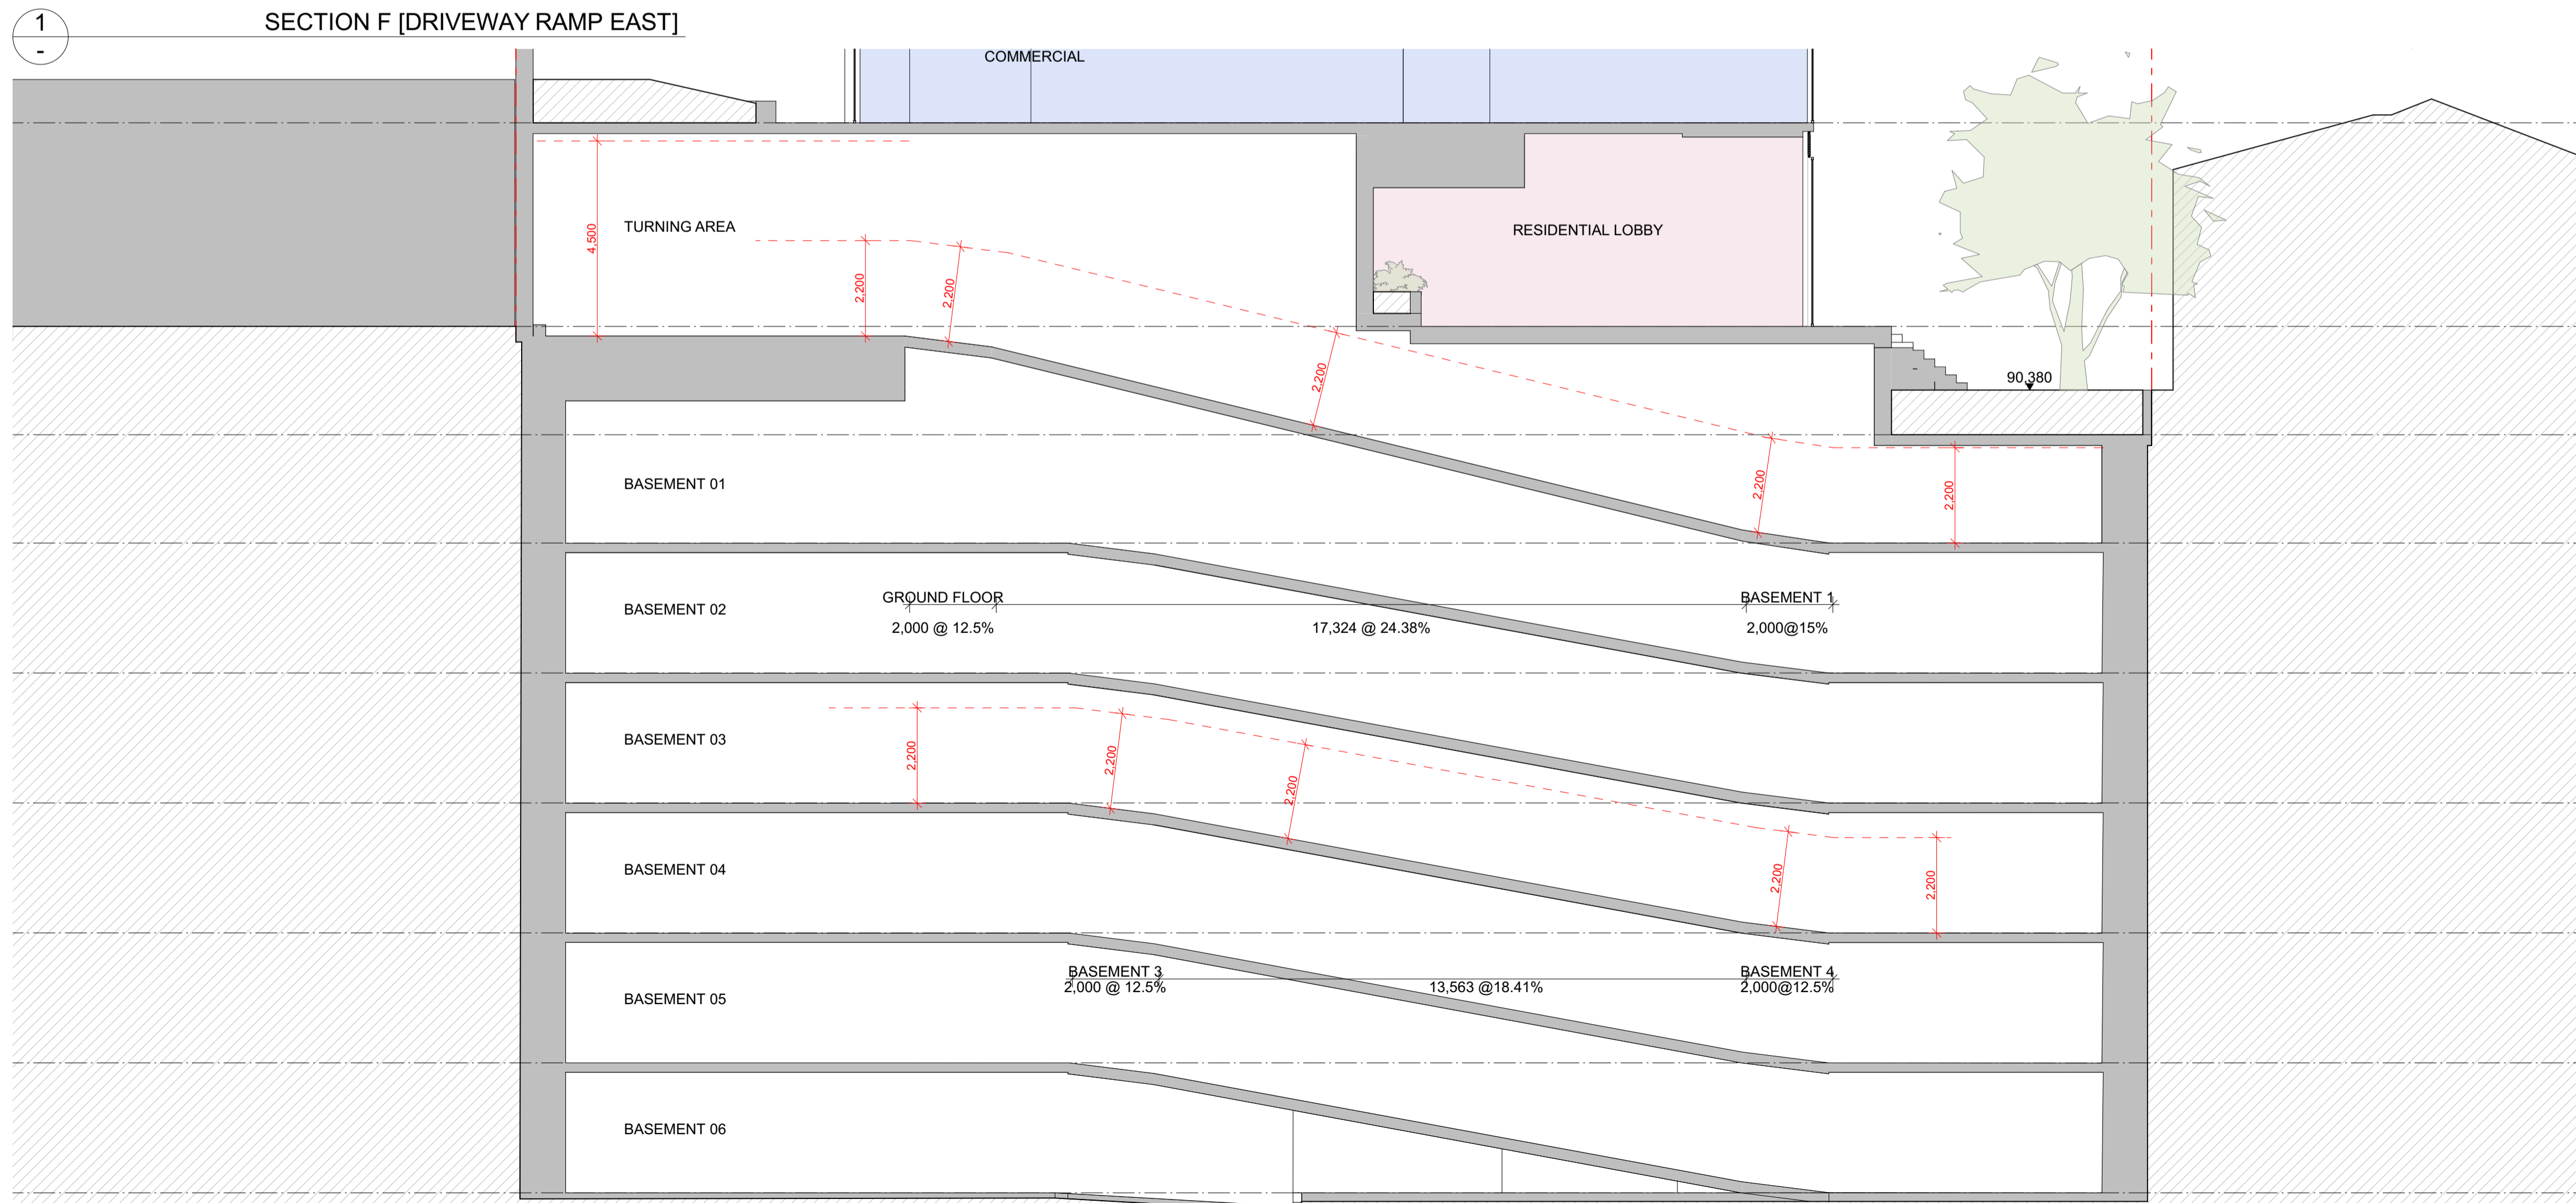 1
-
SECTION F [DRIVEWAY RAMP EAST]
COMMERCIAL
4,500
TURNING AREA
2,200
2,200
RESIDENTIAL LOBBY
2,200
90,380
2,200
2,200
BASEMENT 01
BASEMENT 02
GROUND FLOOR
2,000 @ 12.5%
17,324 @ 24.38%
BASEMENT 1
2,000@15%
BASEMENT 03
2,200
2,200
2,200
BASEMENT 04
2,200
2,200
BASEMENT 05
BASEMENT 3
2,000 @ 12.5%
13,563 @18.41%
BASEMENT 4
2,000@12.5%
BASEMENT 06